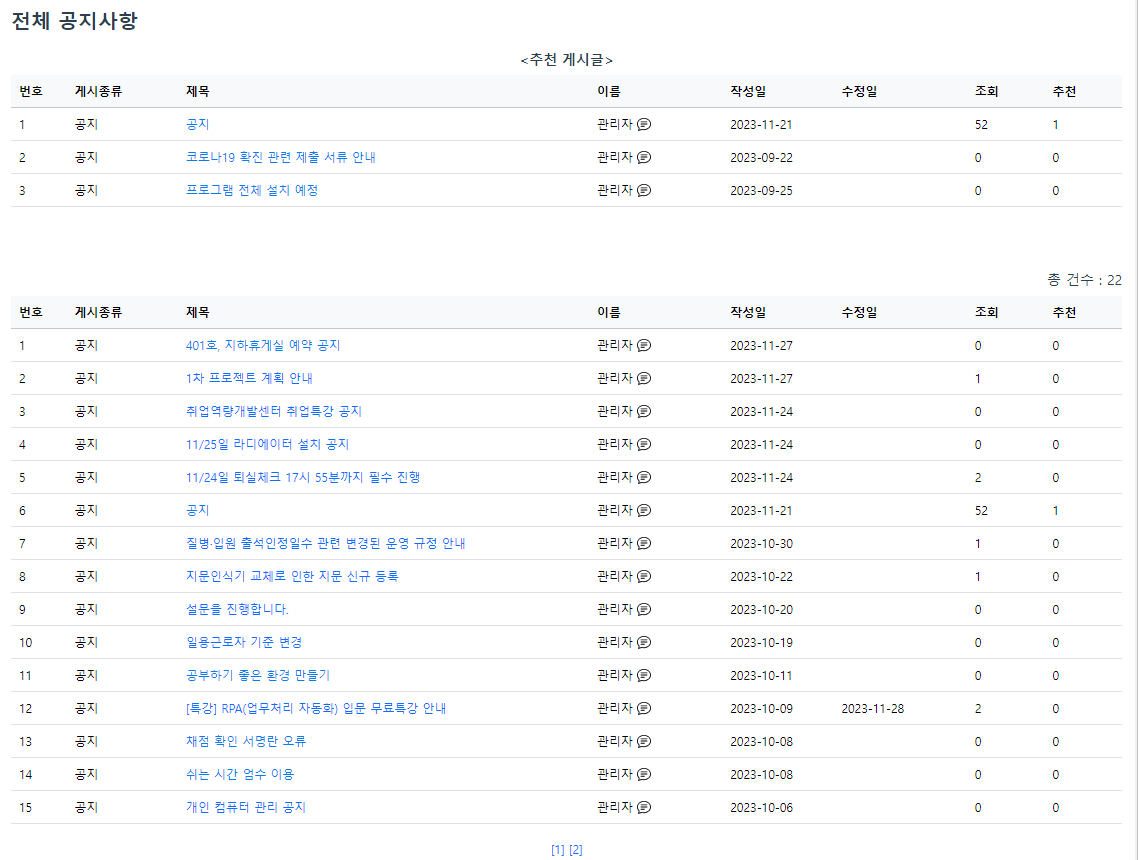 전체 공지사항
<추천 게시글>
번호 게시종류 제목 이름 작성일 수정일 조회 추천
1 공지 공지 관리자 2023-11-21 52 1
2 공지 코로나19 확진 관련 제출 서류 안내 관리자 2023-09-22 0 0
3 공지 프로그램 전체 설치 예정 관리자 2023-09-25 0 0
총 건수 : 22
번호 게시종류 제목 이름 작성일 수정일 조회 추천
1 공지 401호, 지하휴게실 예약 공지 관리자 2023-11-27 0 0
2 공지 1차 프로젝트 계획 안내 관리자 2023-11-27 1 0
3 공지 취업역량개발센터 취업특강 공지 관리자 2023-11-24 0 0
4 공지 11/25일 라디에이터 설치 공지 관리자 2023-11-24 0 0
5 공지 11/24일 퇴실체크 17시 55분까지 필수 진행 관리자 2023-11-24 2 0
6 공지 공지 관리자 2023-11-21 52 1
7 공지 질병·입원 출석인정일수 관련 변경된 운영 규정 안내 관리자 2023-10-30 1 0
8 공지 지문인식기 교체로 인한 지문 신규 등록 관리자 2023-10-22 1 0
9 공지 설문을 진행합니다. 관리자 2023-10-20 0 0
10 공지 일용근로자 기준 변경 관리자 2023-10-19 0 0
11 공지 공부하기 좋은 환경 만들기 관리자 2023-10-11 0 0
12 공지 [특강] RPA(업무처리 자동화) 입문 무료특강 안내 관리자 2023-10-09 2023-11-28 2 0
13 공지 채점 확인 서명란 오류 관리자 2023-10-08 0 0
14 공지 쉬는 시간 엄수 이용 관리자 2023-10-08 0 0
15 공지 개인 컴퓨터 관리 공지 관리자 2023-10-06 0 0
[1] [2]